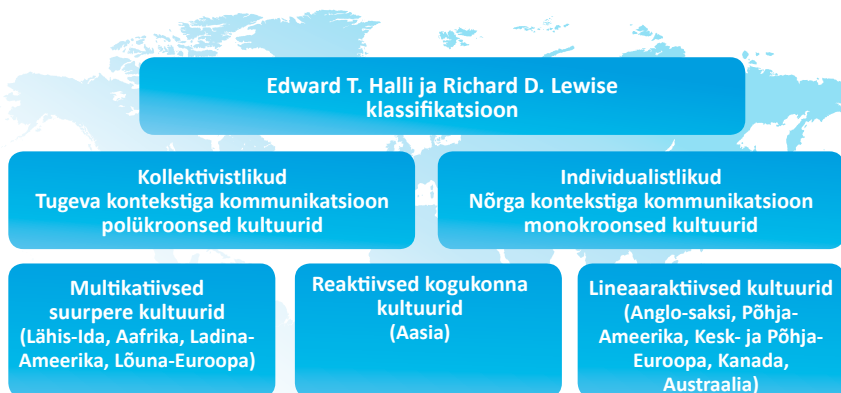 Edward T. Halli ja Richard D. Lewise
klassifikatsioon
Kollektivistlikud
Tugeva kontekstiga kommunikatsioon
polükroonsed kultuurid
Individualistlikud
Nõrga kontekstiga kommunikatsioon
monokroonsed kultuurid
Multikatiivsed
suurpere kultuurid
(Lähis-Ida, Aafrika, Ladina-
Ameerika, Lõuna-Euroopa)
Reaktiivsed kogukonna
kultuurid
(Aasia)
Lineaaraktiivsed kultuurid
(Anglo-saksi, Põhja-
Ameerika, Kesk- ja Põhja-
Euroopa, Kanada,
Austraalia)